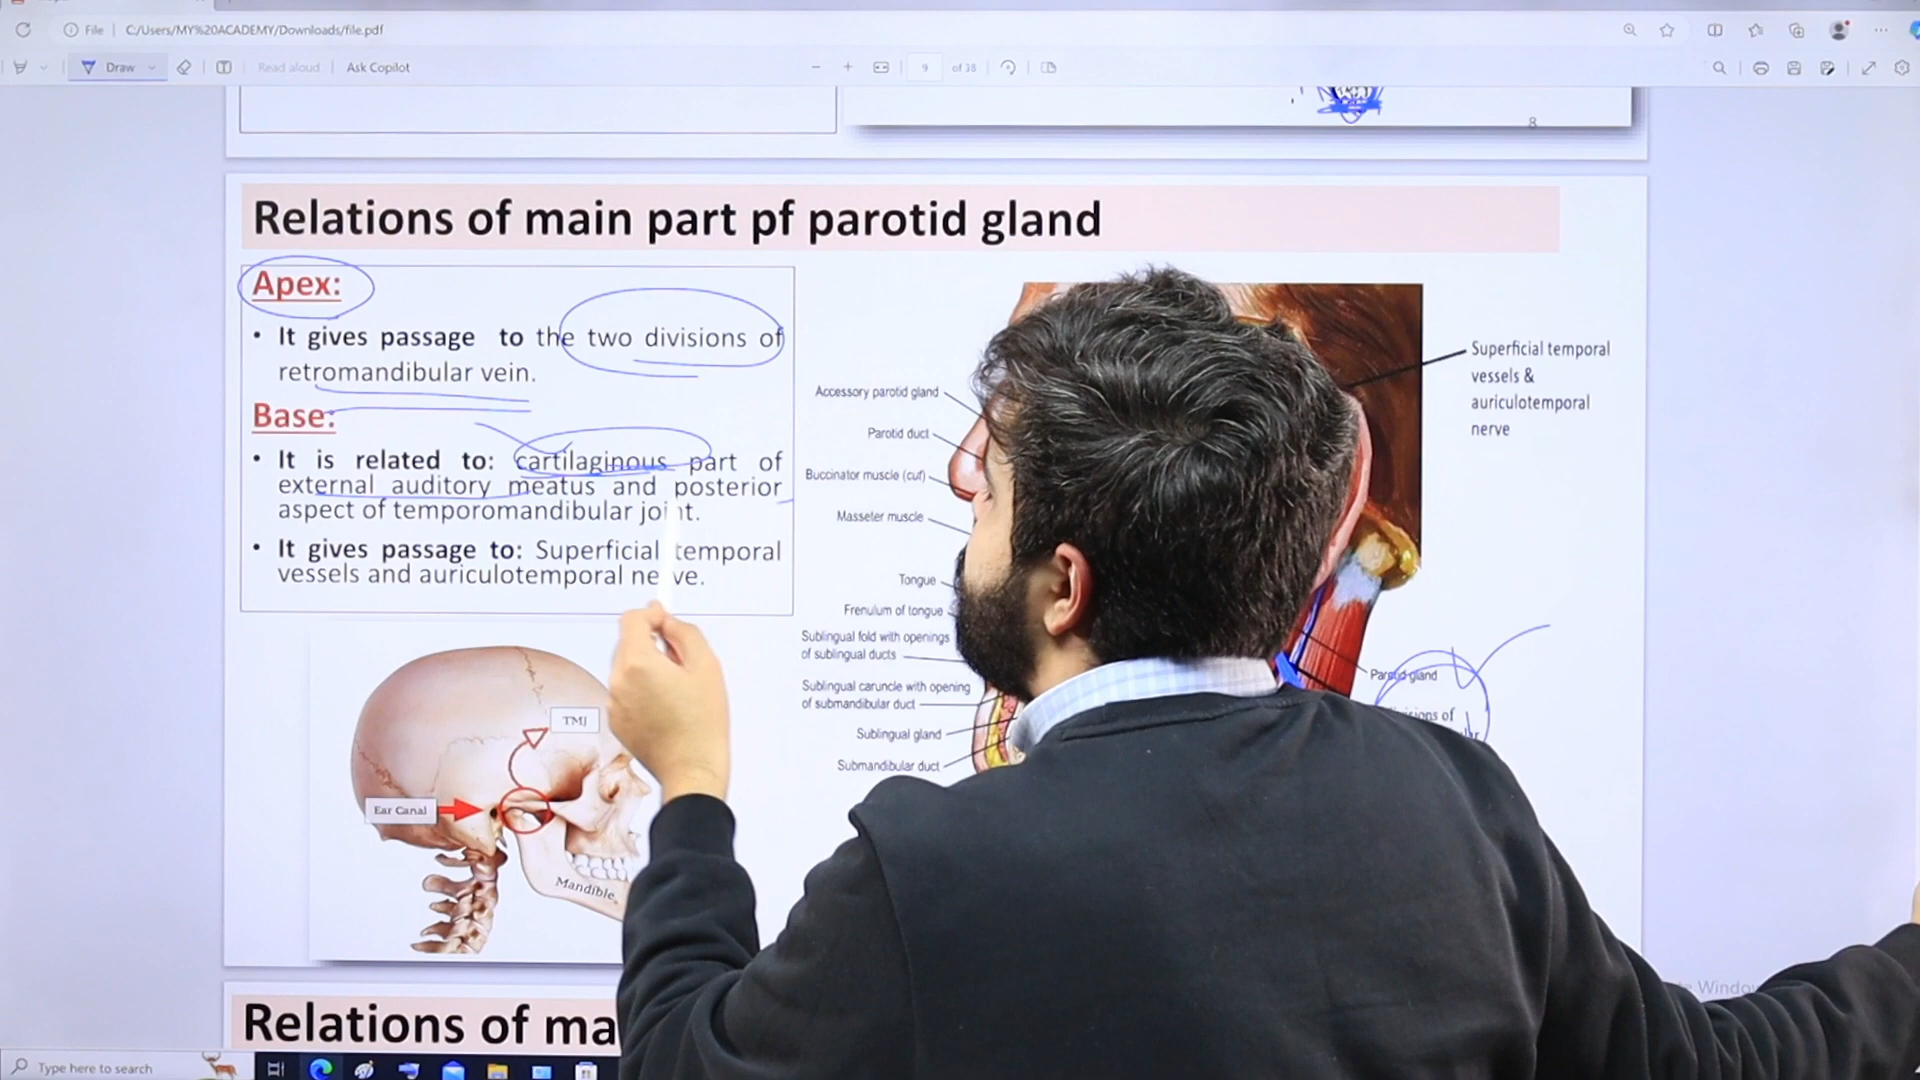 File
C:/Users/MY%20ACADEMY/Downloads/file.pdf
Draw
Read aloud
Ask Copilot
9
of 38
8
Relations of main part pf parotid gland
Apex:
• It gives passage to the two divisions of
retromandibular vein.
Base:
• It is related to: cartilaginous part of
external auditory meatus and posterior
aspect of temporomandibular joint.
• It gives passage to: Superficial temporal
vessels and auriculotemporal nerve.
TMJ
Ear Canal
Mandible
Accessory parotid gland
Parotid duct
Buccinator muscle (cut)
Masseter muscle
Tongue
Frenulum of tongue
Sublingual fold with openings
of sublingual ducts
Sublingual caruncle with opening
of submandibular duct
Sublingual gland
Submandibular duct
Superficial temporal
vessels &
auriculotemporal
nerve
Parotid gland
of
Relations of ma
Type here to search